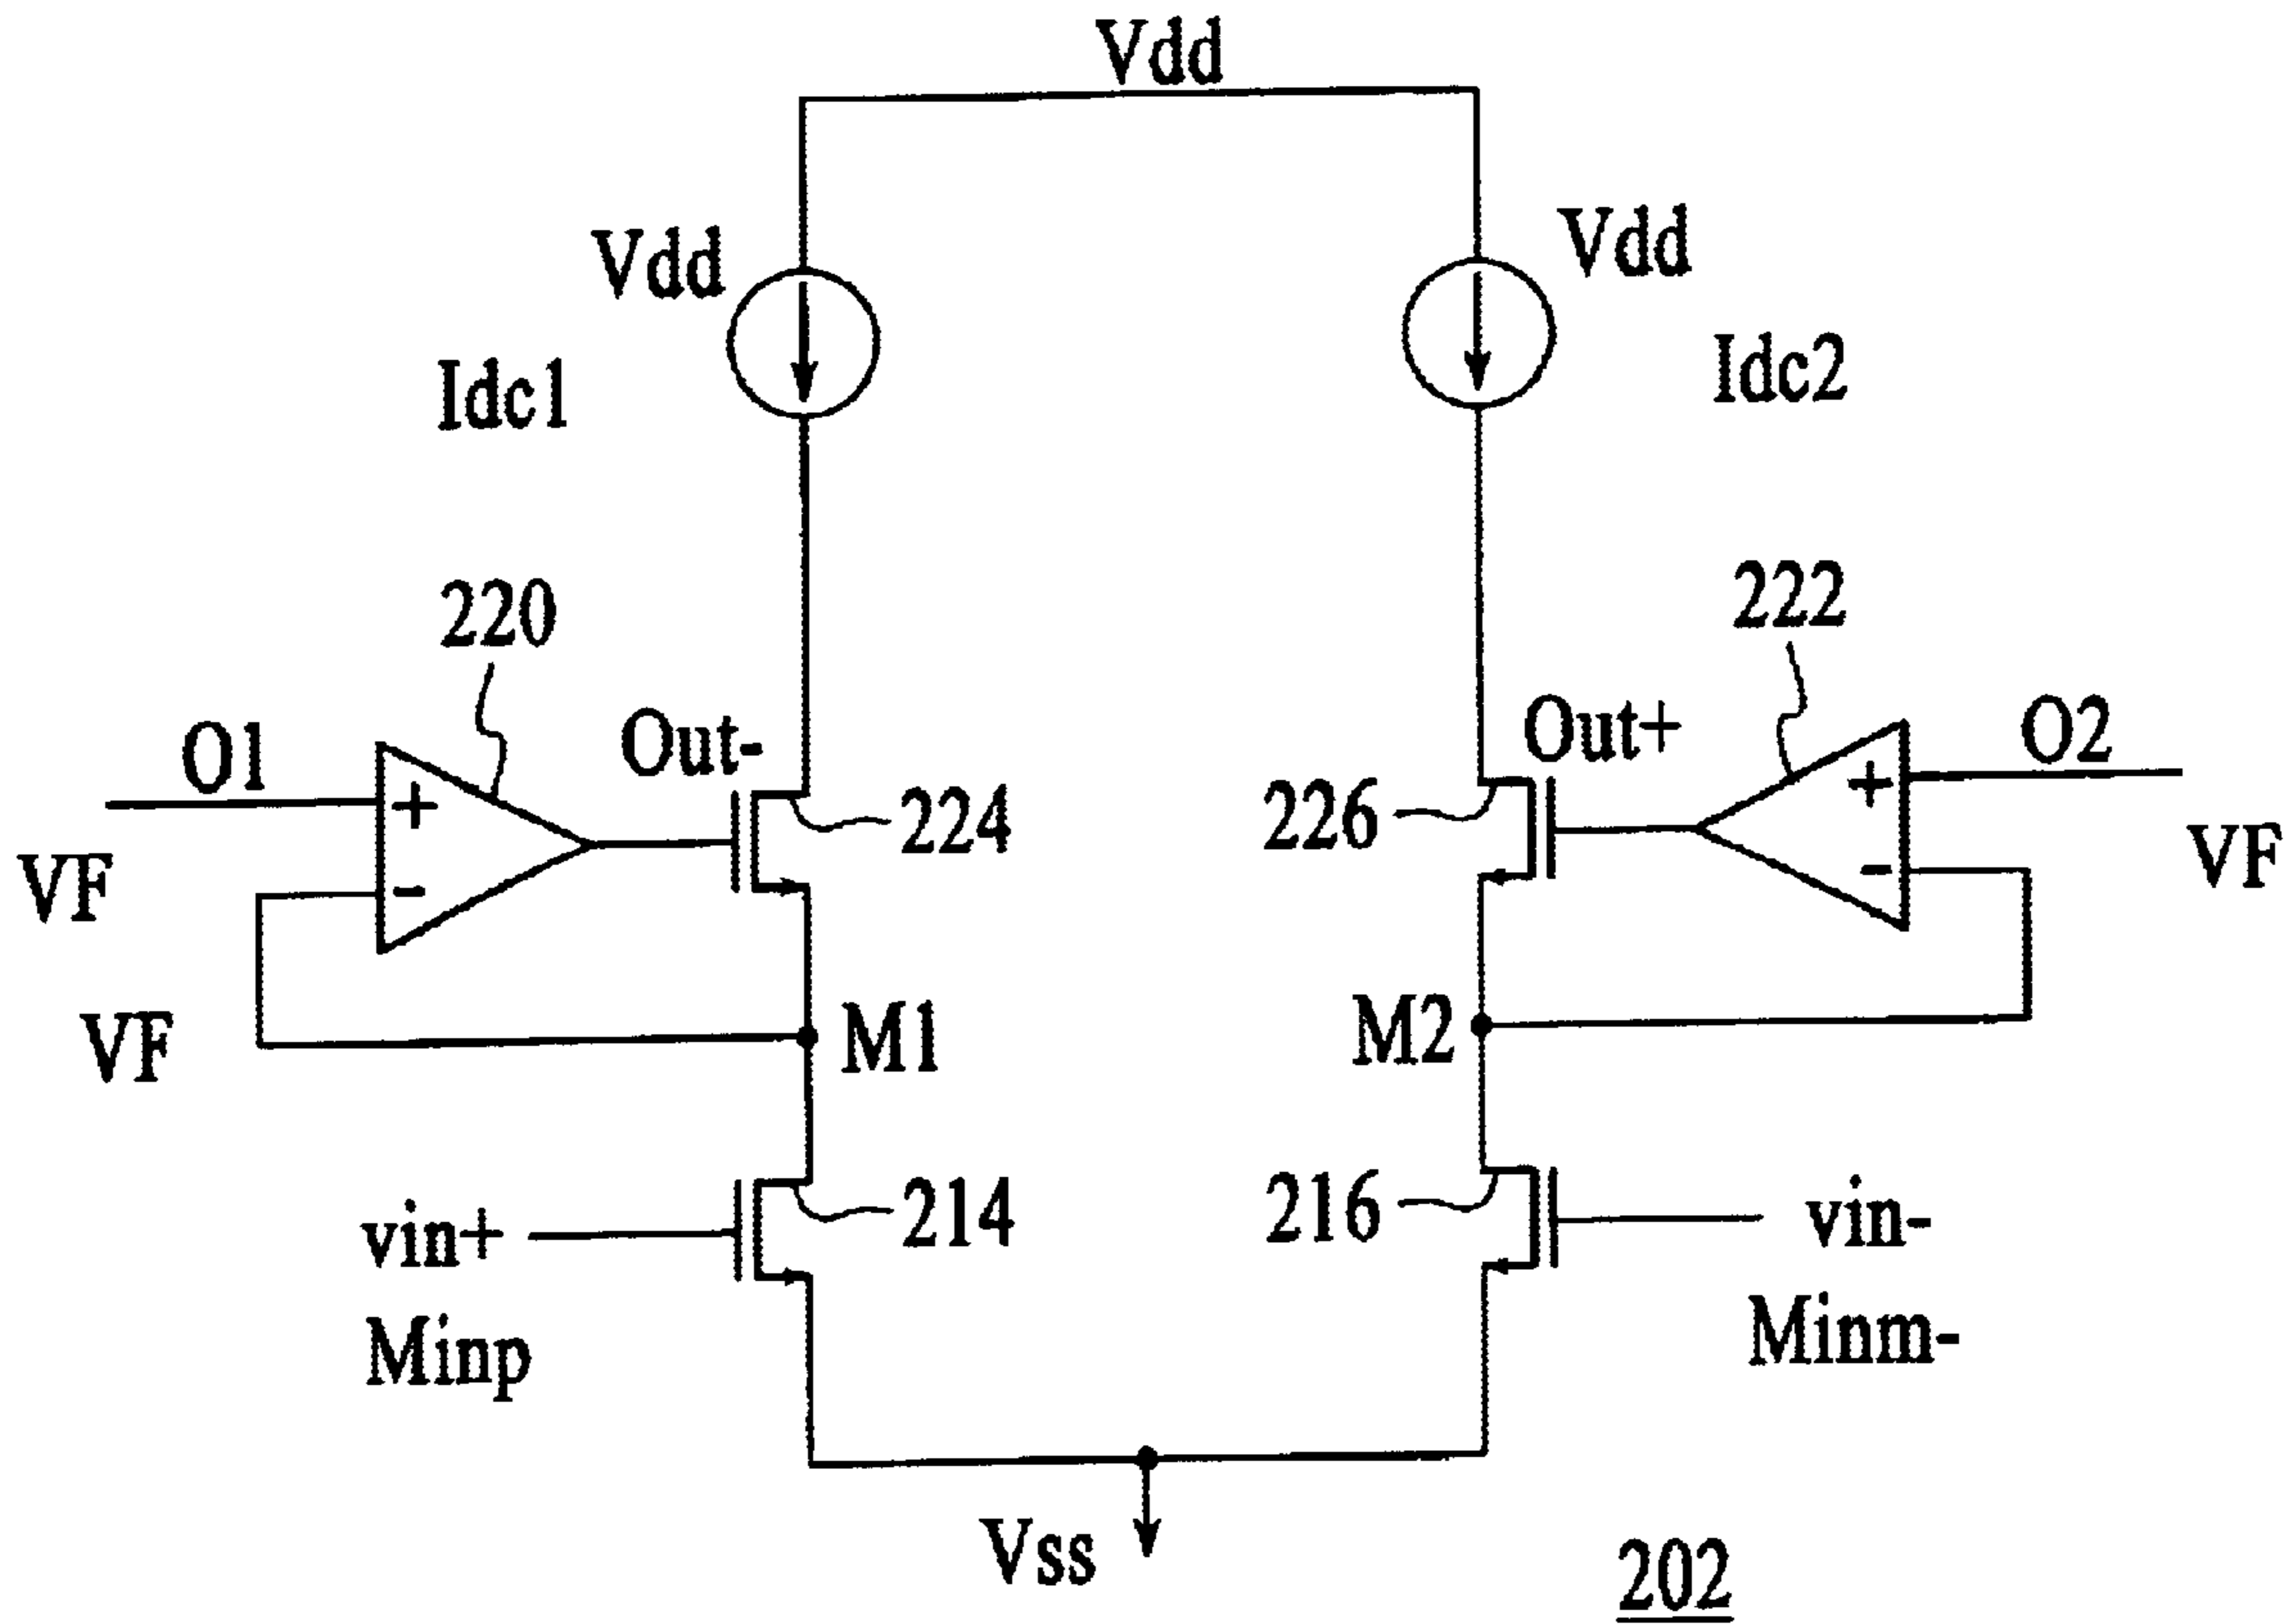 Vdd
Vdd
Vdd
Idc1
Idc2
220
222
O1
Out-
Out+
O2
+
+
224
226
VF
-
-
VF
VF
M1
M2
vin+
214
216
vin-
Minp
Minm-
Vss
202